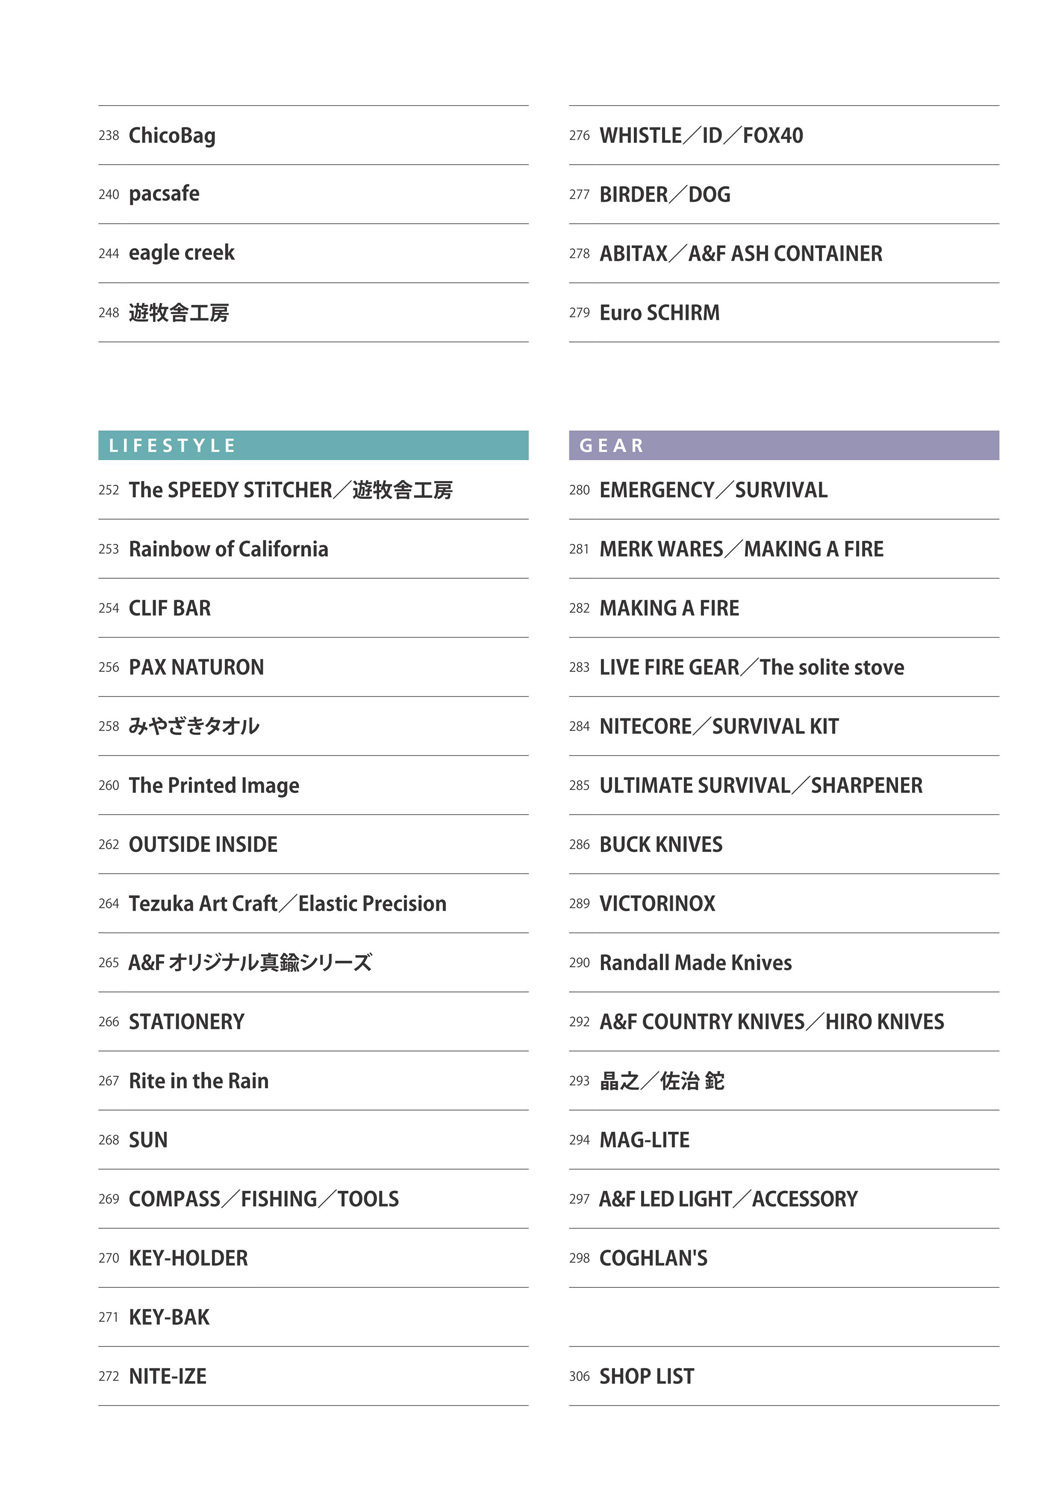 238 ChicoBag
240 pacsafe
244 eagle creek
248 遊牧舎工房
LIFESTYLE
252 The SPEEDY STiTCHER／遊牧舎工房
253 Rainbow of California
254 CLIF BAR
256 PAX NATURON
258 みやざきタオル
260 The Printed Image
262 OUTSIDE INSIDE
264 Tezuka Art Craft／Elastic Precision
265 A&F オリジナル真鍮シリーズ
266 STATIONERY
267 Rite in the Rain
268 SUN
269 COMPASS／FISHING／TOOLS
270 KEY-HOLDER
271 KEY-BAK
272 NITE-IZE
276 WHISTLE／ID／FOX40
277 BIRDER／DOG
278 ABITAX／A&F ASH CONTAINER
279 Euro SCHIRM
GEAR
280 EMERGENCY／SURVIVAL
281 MERK WARES／MAKING A FIRE
282 MAKING A FIRE
283 LIVE FIRE GEAR／The solite stove
284 NITECORE／SURVIVAL KIT
285 ULTIMATE SURVIVAL／SHARPENER
286 BUCK KNIVES
289 VICTORINOX
290 Randall Made Knives
292 A&F COUNTRY KNIVES／HIRO KNIVES
293 晶之／佐治 鉈
294 MAG-LITE
297 A&F LED LIGHT／ACCESSORY
298 COGHLAN'S
306 SHOP LIST